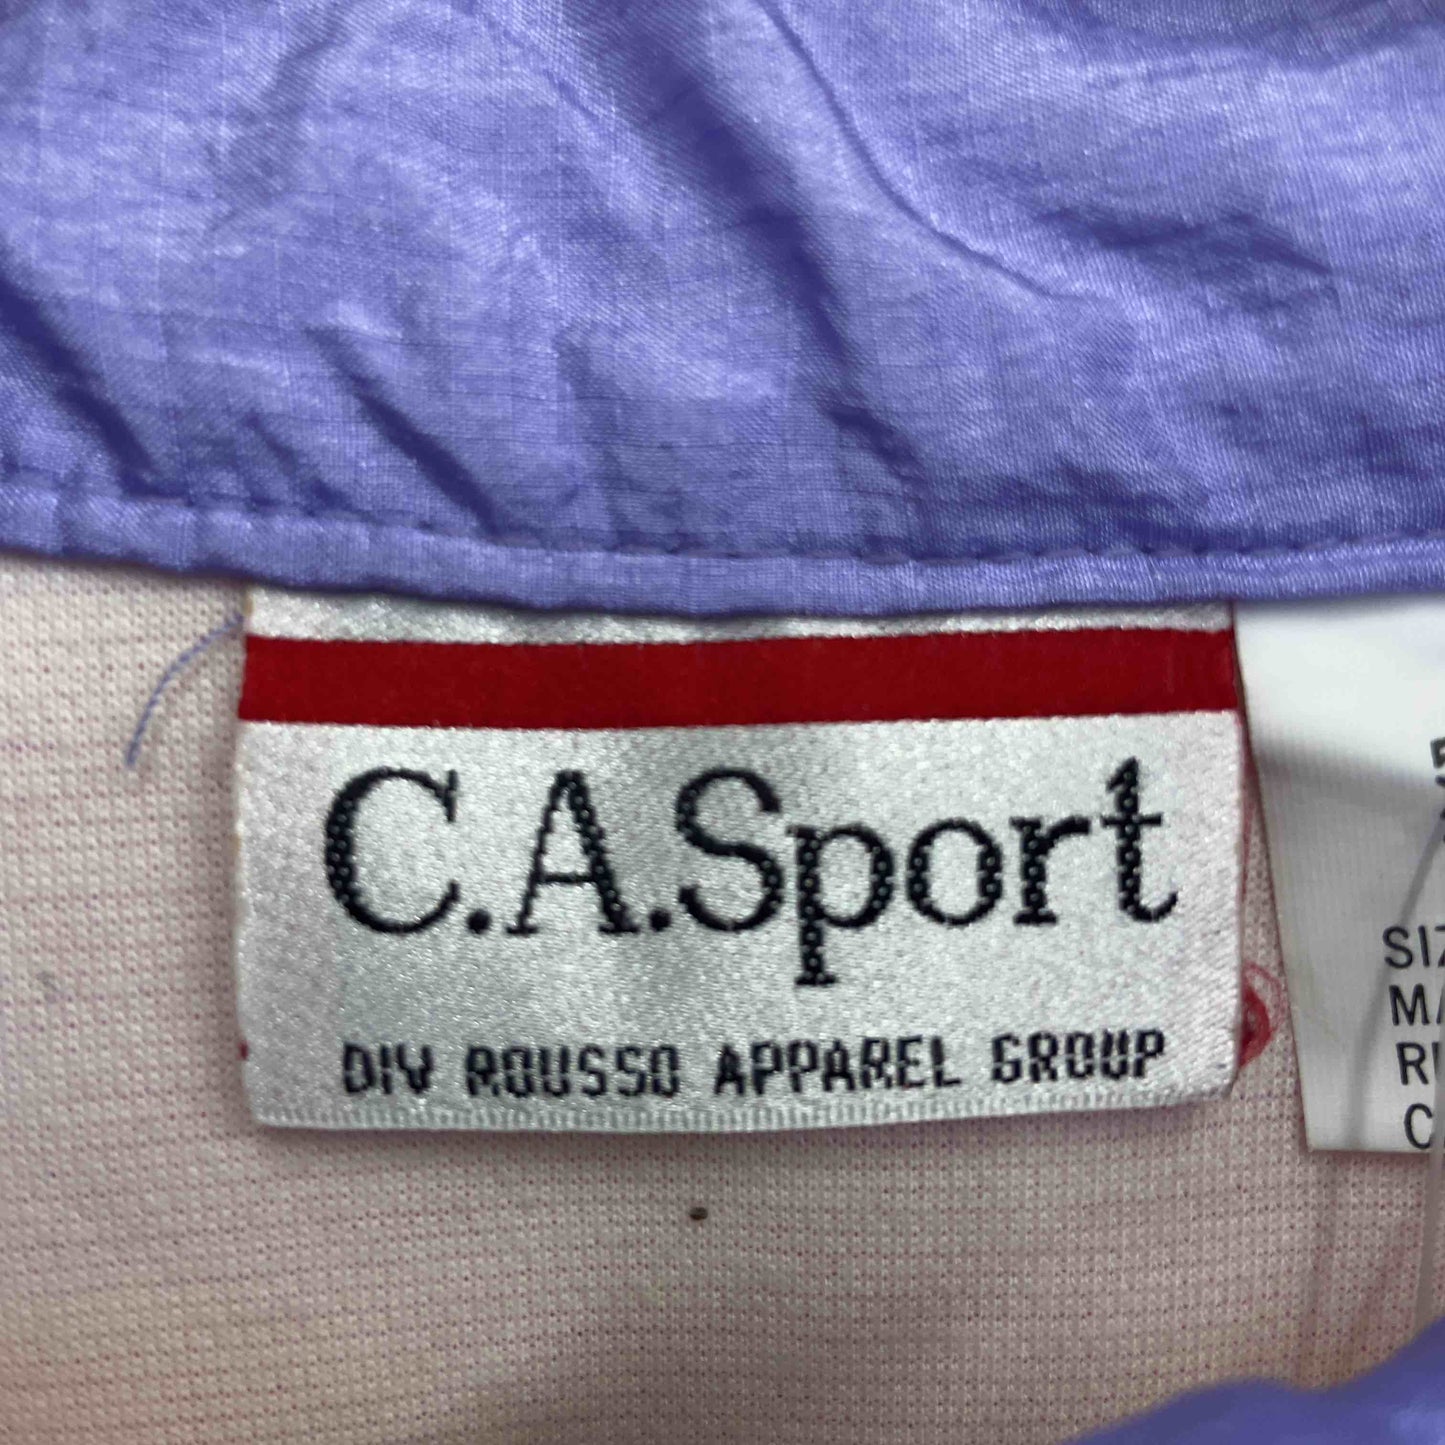 C.A.Sport
DIV ROUSSO APPAREL GROUP